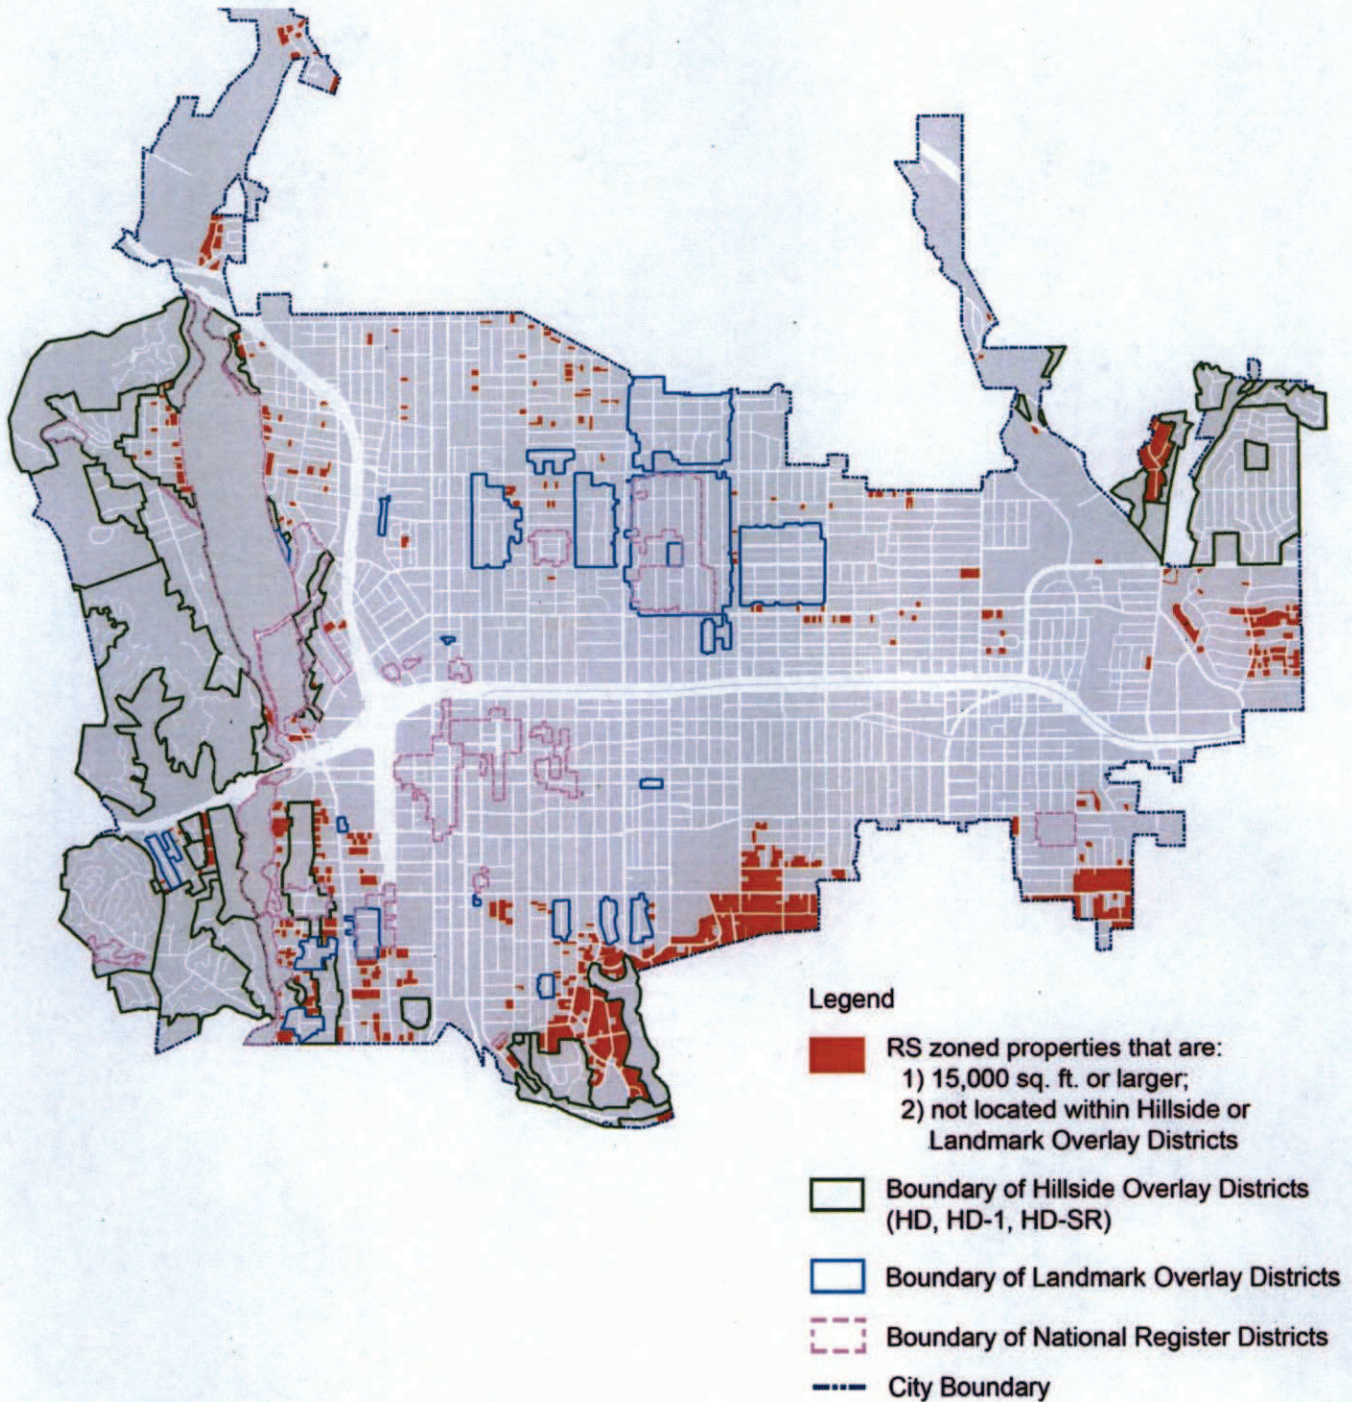 Legend
RS zoned properties that are:
1) 15,000 sq. ft. or larger;
2) not located within Hillside or
Landmark Overlay Districts
Boundary of Hillside Overlay Districts
(HD, HD-1, HD-SR)
Boundary of Landmark Overlay Districts
Boundary of National Register Districts
City Boundary